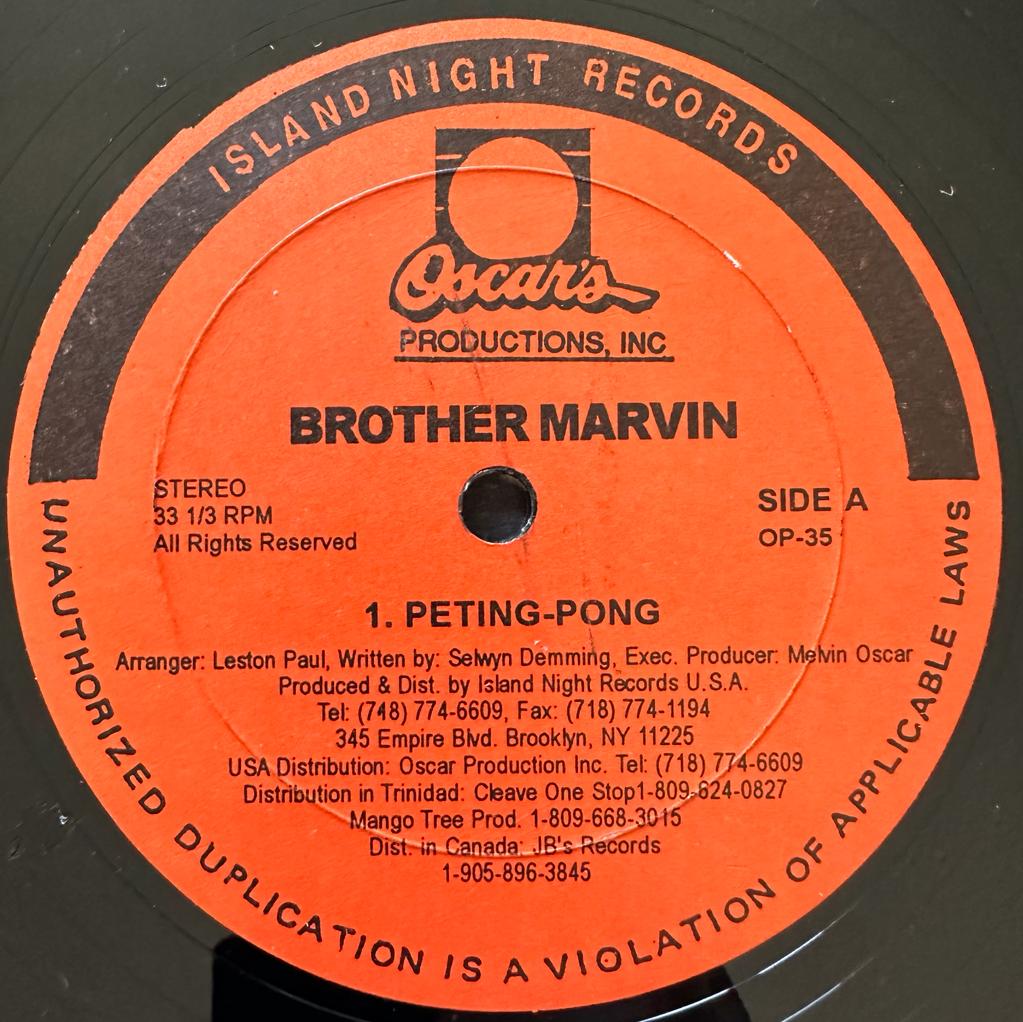 ISLAND NIGHT RECORDS
Oscar's
PRODUCTIONS, INC
BROTHER MARVIN
STEREO
33 1/3 RPM
All Rights Reserved
SIDE A
OP-35
1. PETING-PONG
Arranger: Leston Paul, Written by: Selwyn Demming, Exec. Producer: Melvin Oscar
Produced & Dist. by Island Night Records U.S.A.
Tel: (748) 774-6609, Fax: (718) 774-1194
345 Empire Blvd. Brooklyn, NY 11225
USA Distribution: Oscar Production Inc. Tel: (718) 774-6609
Distribution in Trinidad: Cleave One Stop1-809-624-0827
Mango Tree Prod. 1-809-668-3015
Dist. in Canada: JB's Records
1-905-896-3845
UNAUTHORIZED DUPLICATION IS A VIOLATION OF APPLICABLE LAWS